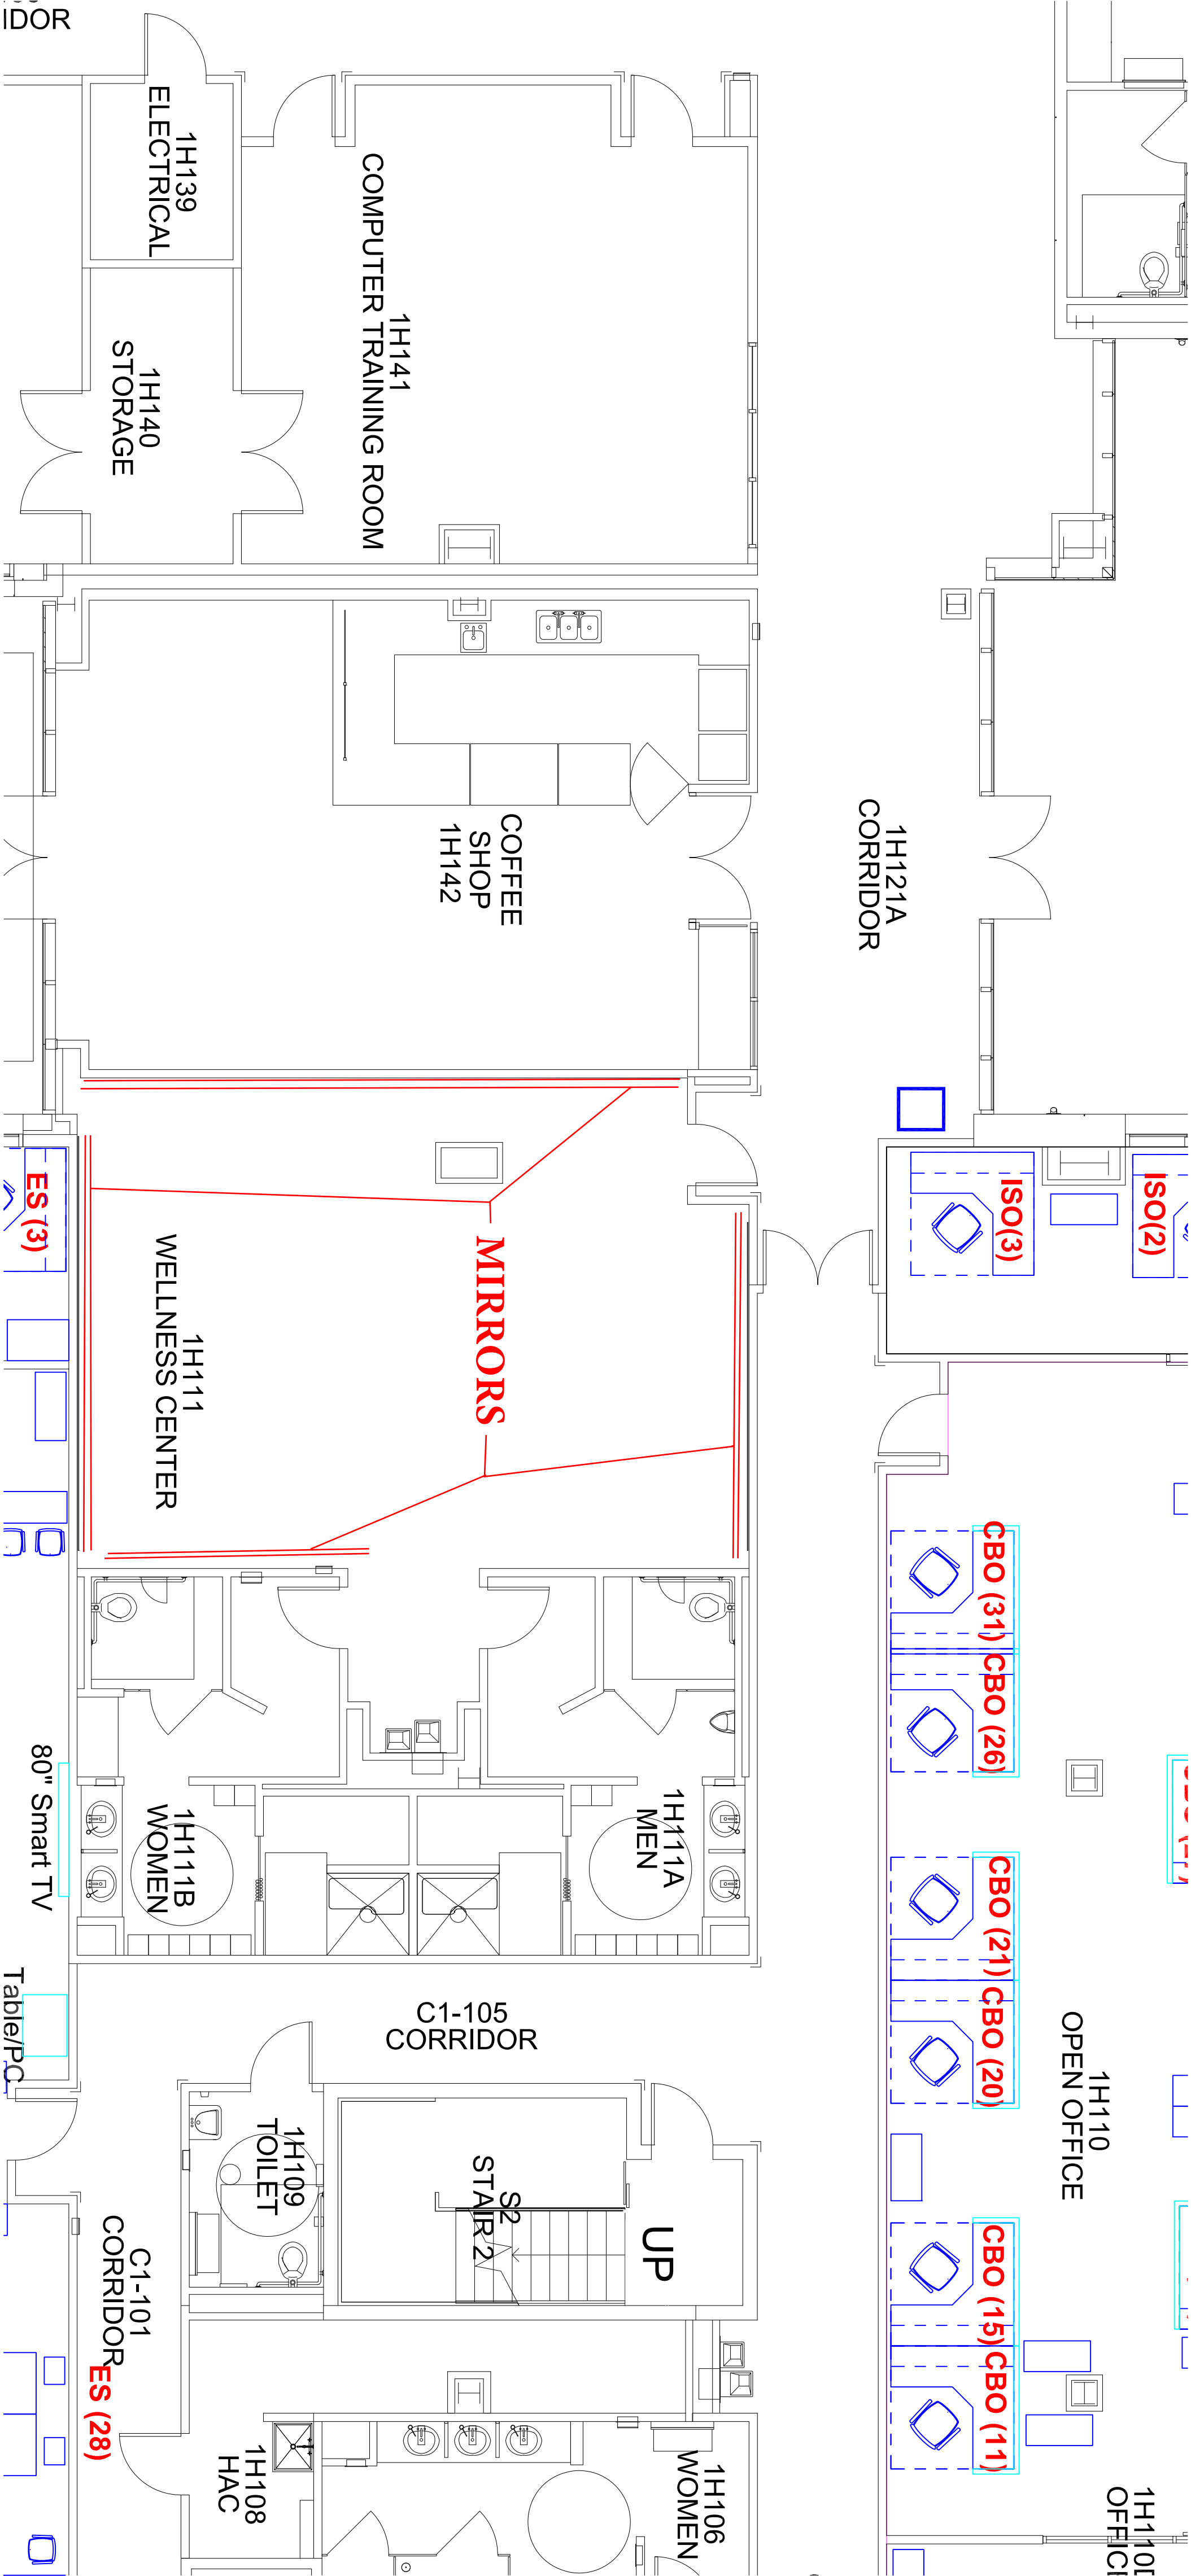 IDOR
1H139
ELECTRICAL
1H141
COMPUTER TRAINING ROOM
1H140
STORAGE
COFFEE
SHOP
1H142
1H121A
CORRIDOR
ES (3)
ISO(3)
ISO(2)
MIRRORS
1H111
WELLNESS CENTER
CBO (31)
CBO (26)
80" Smart TV
1H111B
WOMEN
1H111A
MEN
CBO (21)
CBO (20)
Table/PC
C1-105
CORRIDOR
1H110
OPEN OFFICE
1H109
TOILET
S2
STAIR 2
UP
C1-101
CORRIDOR
ES (28)
CBO (15)
CBO (11)
1H108
HAC
1H106
WOMEN
1H110
OFFIC